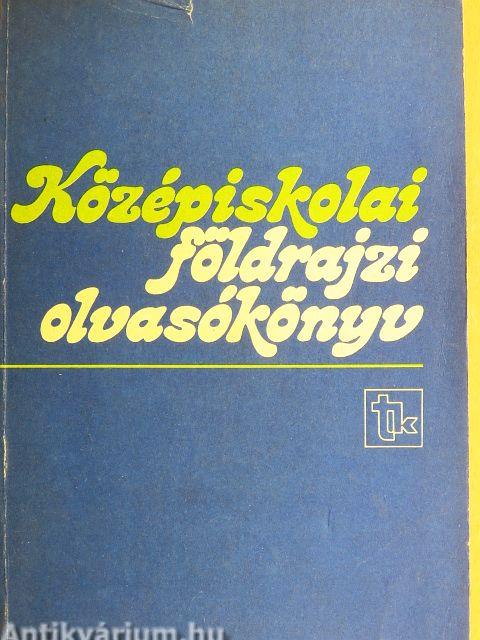 Középiskolai
földrajzi
olvasókönyv
tk
Antikvárium.hu